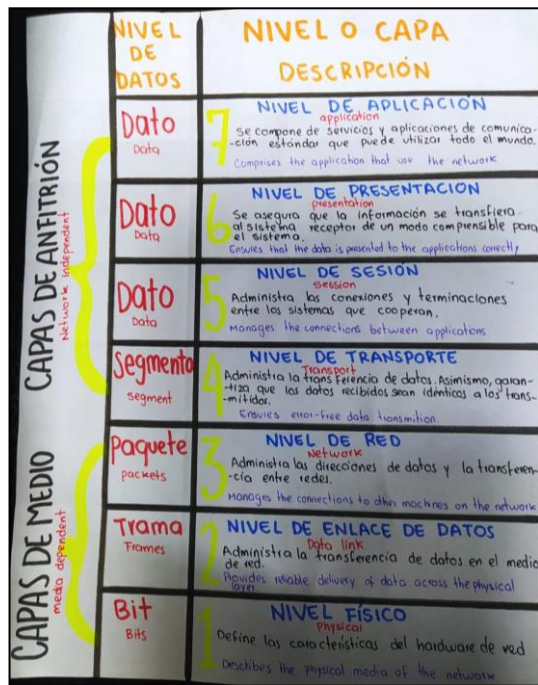 NIVEL
DE
DATOS
NIVEL O CAPA
DESCRIPCIÓN
CAPAS DE ANFITRIÓN
Network independent
Dato
Data
7
NIVEL DE APLICACIÓN
application
Se compone de servicios y aplicaciones de comunica-
-ción estándar que puede utilizar todo el mundo.
Comprises the application that use the network
Dato
Data
6
NIVEL DE PRESENTACION
presentation
Se asegura que la información se transfiera
al sistema receptor de un modo comprensible para
el sistema.
Ensules that the data is presented to the applications correctly
Dato
Data
5
NIVEL DE SESIÓN
session
Administra las conexiones y terminaciones
entre los sistemas que cooperan.
Manages the connections between applications
Segmento
segment
4
NIVEL DE TRANSPORTE
Transport
Administra la transferencia de datos. Asimismo, garan-
-tiza que los datos recibidos sean idénticos a los trans-
-mitidos.
Ensures error-free data transmition
CAPAS DE MEDIO
media dependent
Paquete
packets
3
NIVEL DE RED
Network
Administra las direcciones de datos y la transferen-
-cía entre redes.
Manages the connections to other machines on the network
Trama
Frames
2
NIVEL DE ENLACE DE DATOS
Data link
Administra la transferencia de datos en el medio
de red.
Provides reliable delivery of data across the physical
layer.
Bit
Bits
1
NIVEL FÍSICO
Physical
Define las características del hardware de red
Describes the physical media of the network